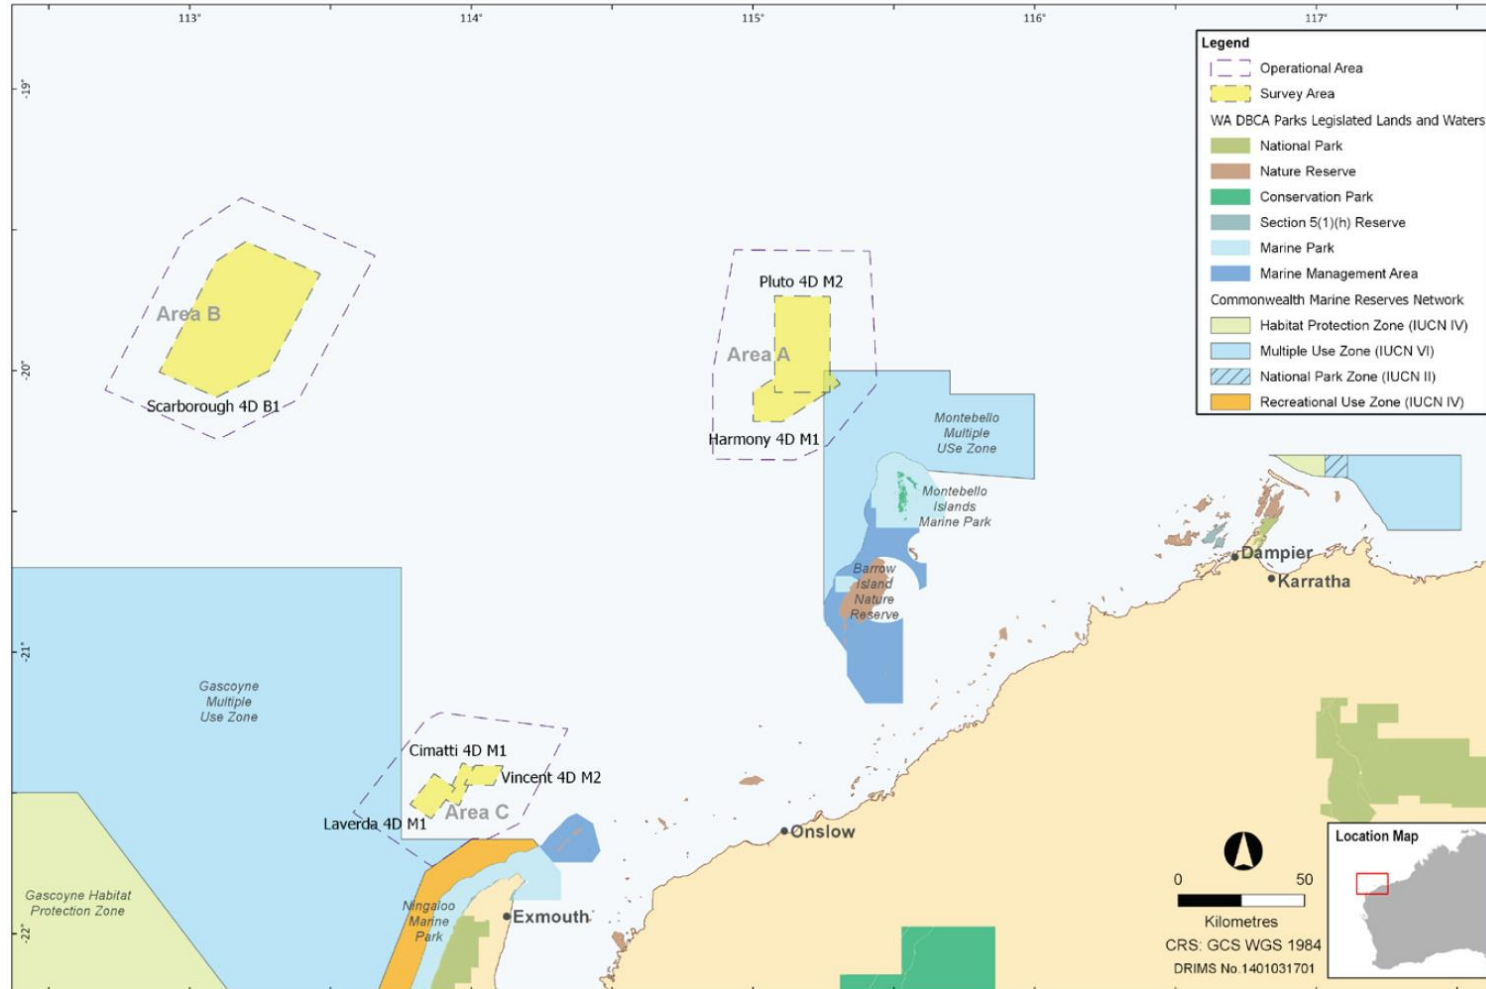 113°
114°
115°
116°
117°
-19°
-20°
-21°
-22°
Legend
Operational Area
Survey Area
WA DBCA Parks Legislated Lands and Waters
National Park
Nature Reserve
Conservation Park
Section 5(1)(h) Reserve
Marine Park
Marine Management Area
Commonwealth Marine Reserves Network
Habitat Protection Zone (IUCN IV)
Multiple Use Zone (IUCN VI)
National Park Zone (IUCN II)
Recreational Use Zone (IUCN IV)
Area B
Scarborough 4D B1
Pluto 4D M2
Area A
Harmony 4D M1
Montebello
Multiple
USe Zone
Montebello
Islands
Marine Park
Barrow
Island
Nature
Reserve
Dampier
Karratha
Gascoyne
Multiple
Use Zone
Cimatti 4D M1
Vincent 4D M2
Area C
Laverda 4D M1
Onslow
Gascoyne Habitat
Protection Zone
Ningaloo
Marine
Park
Exmouth
0 50
Kilometres
CRS: GCS WGS 1984
DRIMS No.1401031701
Location Map